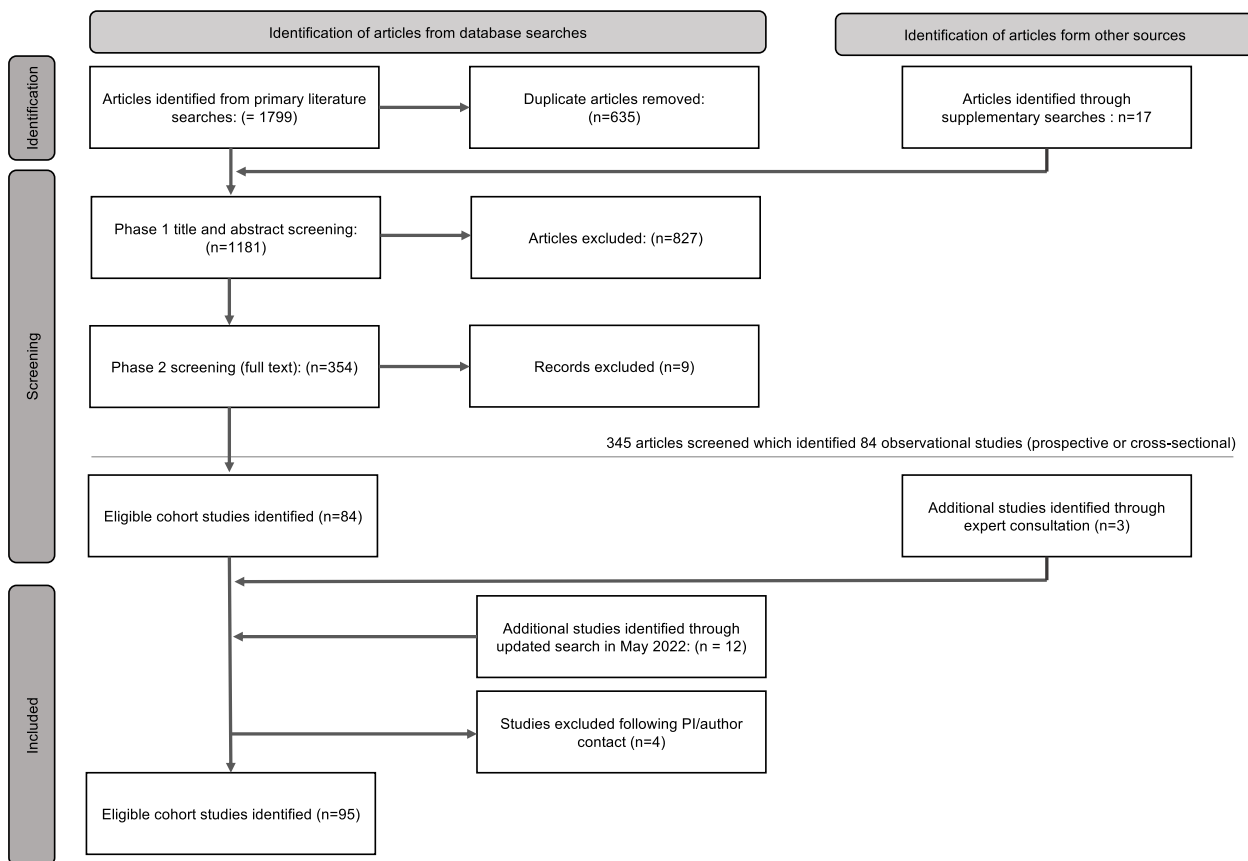 Identification of articles from database searches
Identification of articles form other sources
Identification
Articles identified from primary literature
searches: (= 1799)
Duplicate articles removed:
(n=635)
Articles identified through
supplementary searches : n=17
Screening
Phase 1 title and abstract screening:
(n=1181)
Articles excluded: (n=827)
Phase 2 screening (full text): (n=354)
Records excluded (n=9)
345 articles screened which identified 84 observational studies (prospective or cross-sectional)
Eligible cohort studies identified (n=84)
Additional studies identified through
expert consultation (n=3)
Included
Additional studies identified through
updated search in May 2022: (n = 12)
Studies excluded following PI/author
contact (n=4)
Eligible cohort studies identified (n=95)